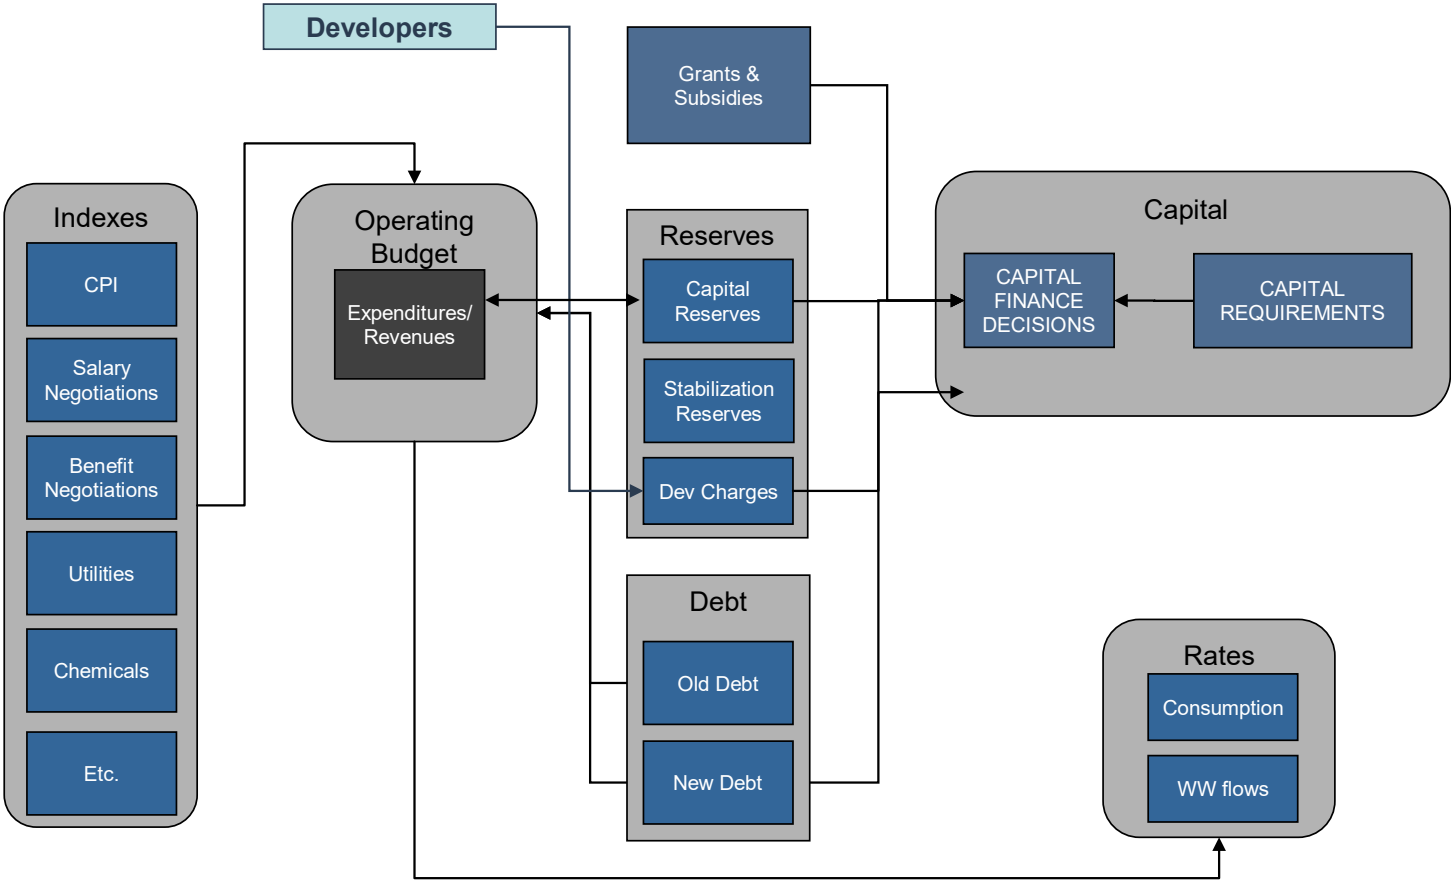 Developers
Grants &
Subsidies
Indexes
CPI
Salary
Negotiations
Benefit
Negotiations
Utilities
Chemicals
Etc.
Operating
Budget
Expenditures/
Revenues
Reserves
Capital
Reserves
Stabilization
Reserves
Dev Charges
Debt
Old Debt
New Debt
Capital
CAPITAL
FINANCE
DECISIONS
CAPITAL
REQUIREMENTS
Rates
Consumption
WW flows